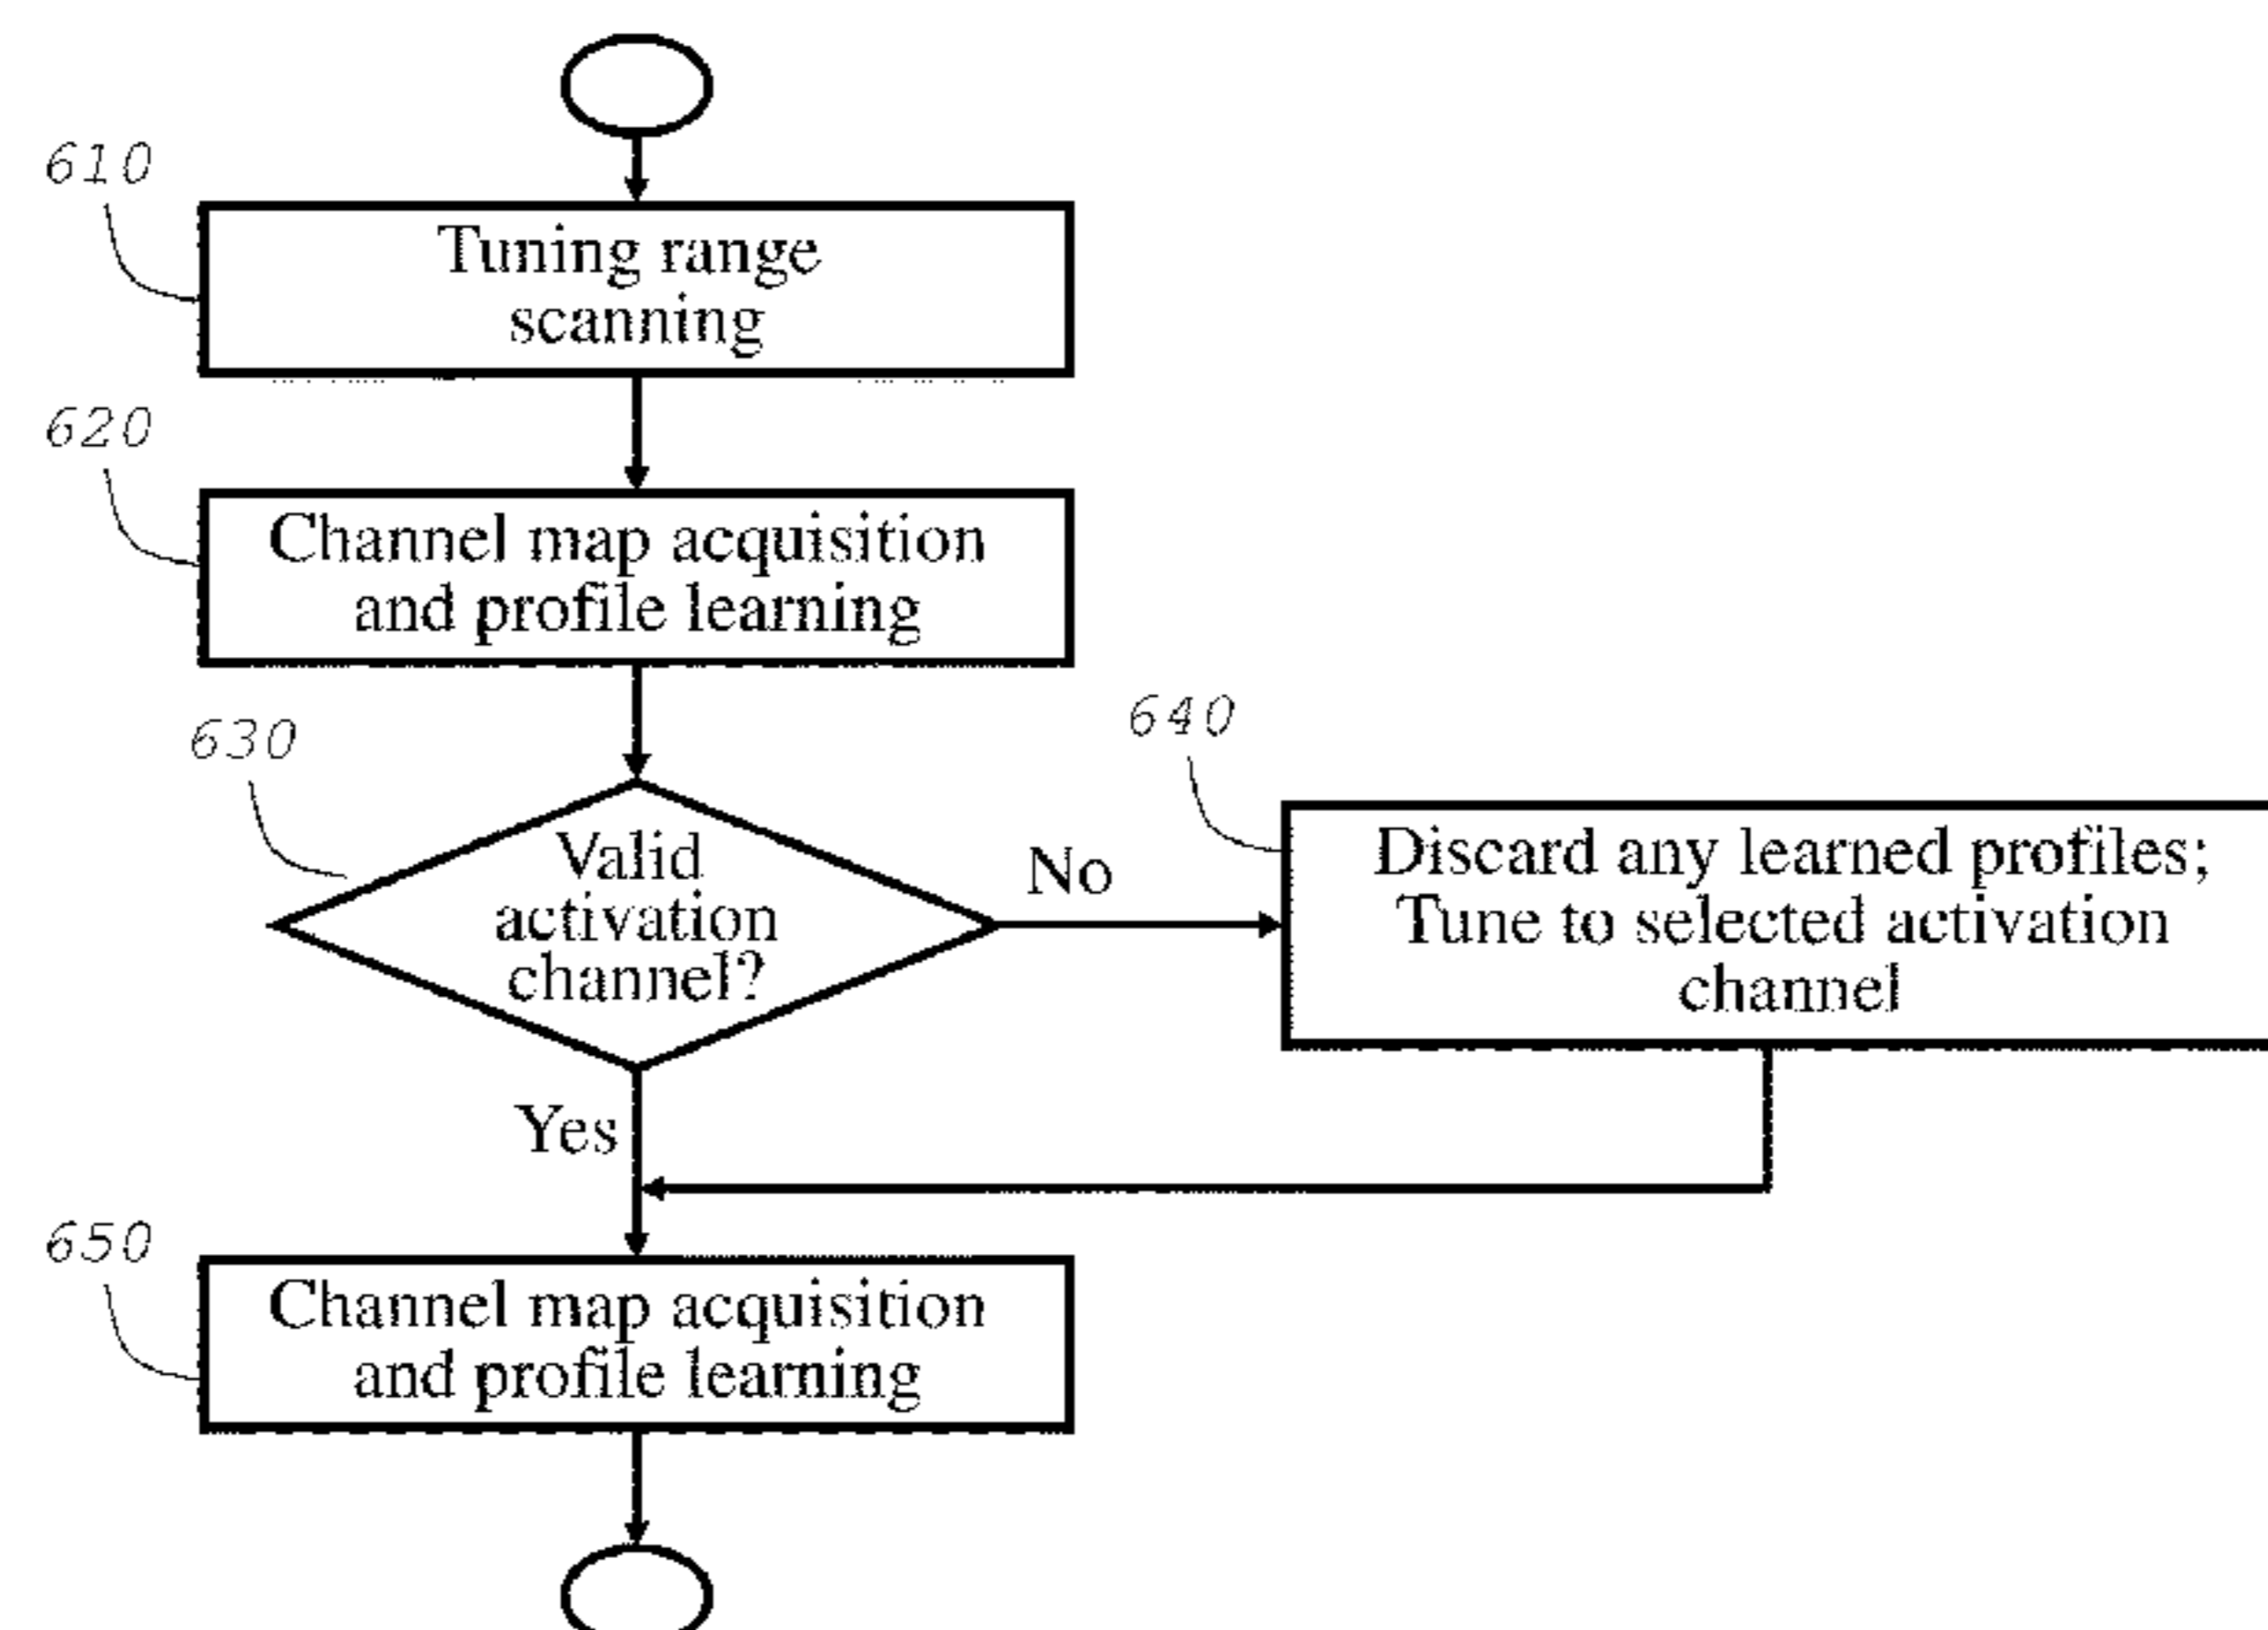 610
Tuning range
scanning
620
Channel map acquisition
and profile learning
630
Valid
activation
channel?
No
640
Discard any learned profiles;
Tune to selected activation
channel
Yes
650
Channel map acquisition
and profile learning